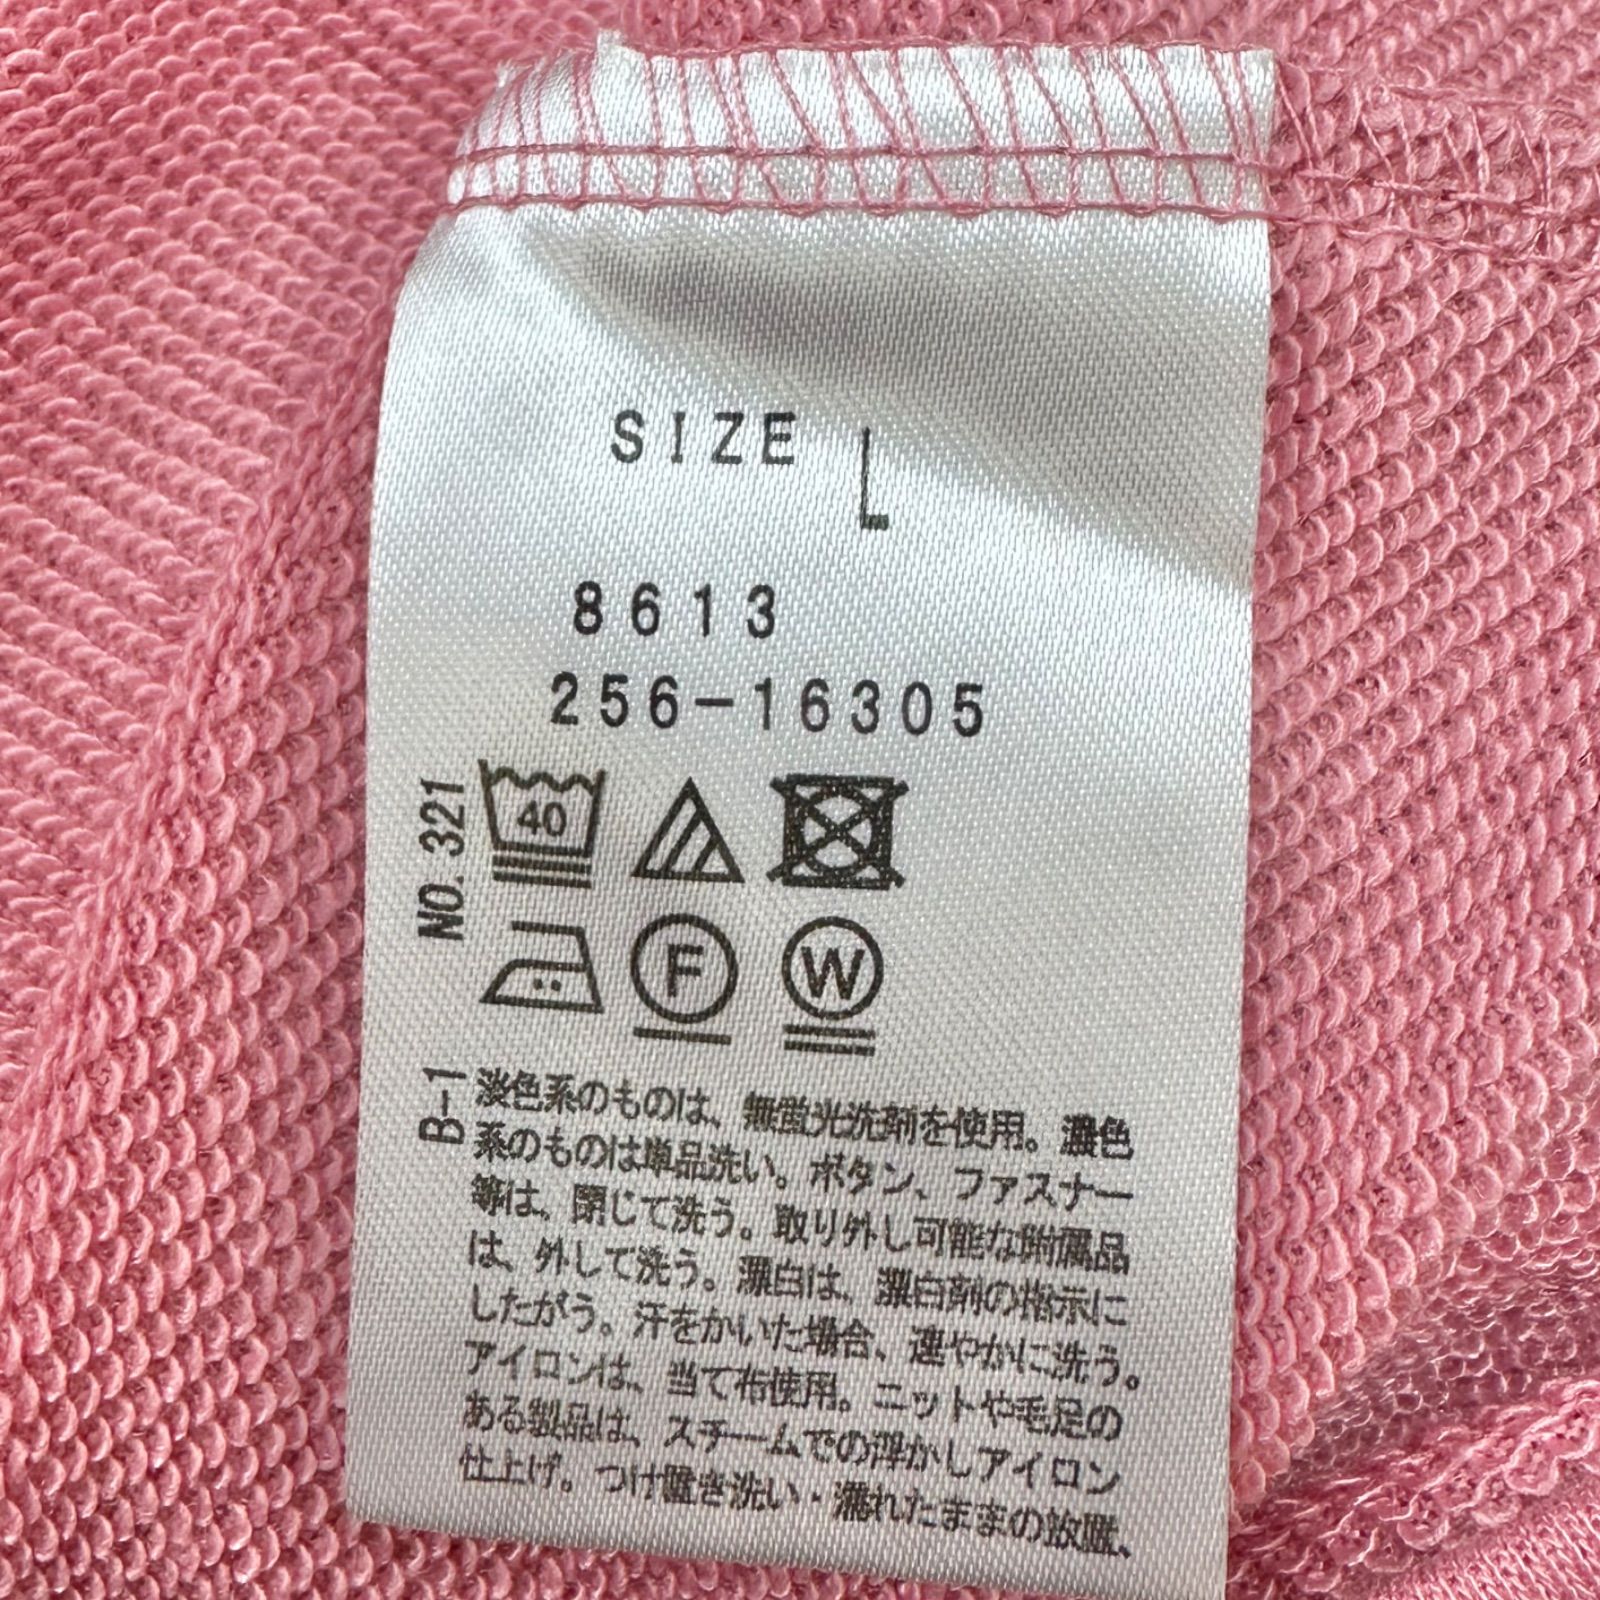 SIZE L
8613
256-16305
NO.321
40
F W
B-1
淡色系のものは、無蛍光洗剤を使用。濃色
系のものは単品洗い。ボタン、ファスナー
等は、閉じて洗う。取り外し可能な附属品
は、外して洗う。漂白は、漂白剤の指示に
したがう。汗をかいた場合、速やかに洗う。
アイロンは、当て布使用。ニットや毛足の
ある製品は、スチームでの浮かしアイロン
仕上げ。つけ置き洗い・濡れたままの放置、